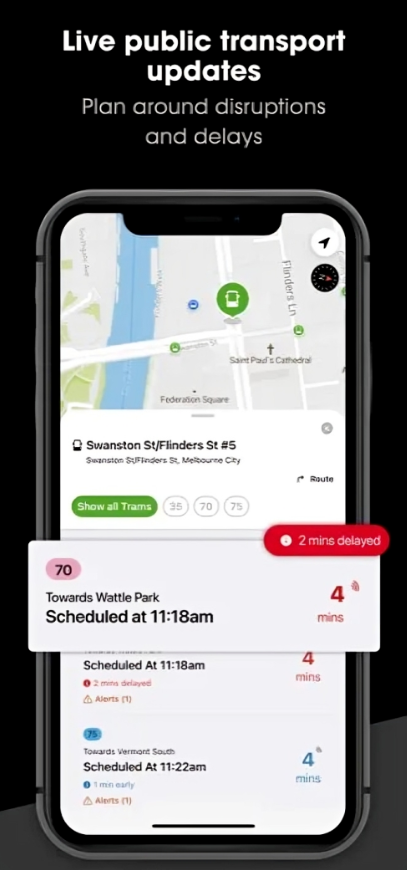 Live public transport
updates
Plan around disruptions
and delays
Southgate Ave
Flinders Ln
Swanston St
Saint Paul's Cathedral
Federation Square
Swanston St/Flinders St #5
Swanston St/Flinders St, Melbourne City
Route
Show all Trams
35
70
75
2 mins delayed
70
Towards Wattle Park
Scheduled at 11:18am
4
mins
Scheduled At 11:18am
4
mins
2 mins delayed
Alerts (1)
75
Towards Vermont South
Scheduled At 11:22am
4
mins
1 min early
Alerts (1)